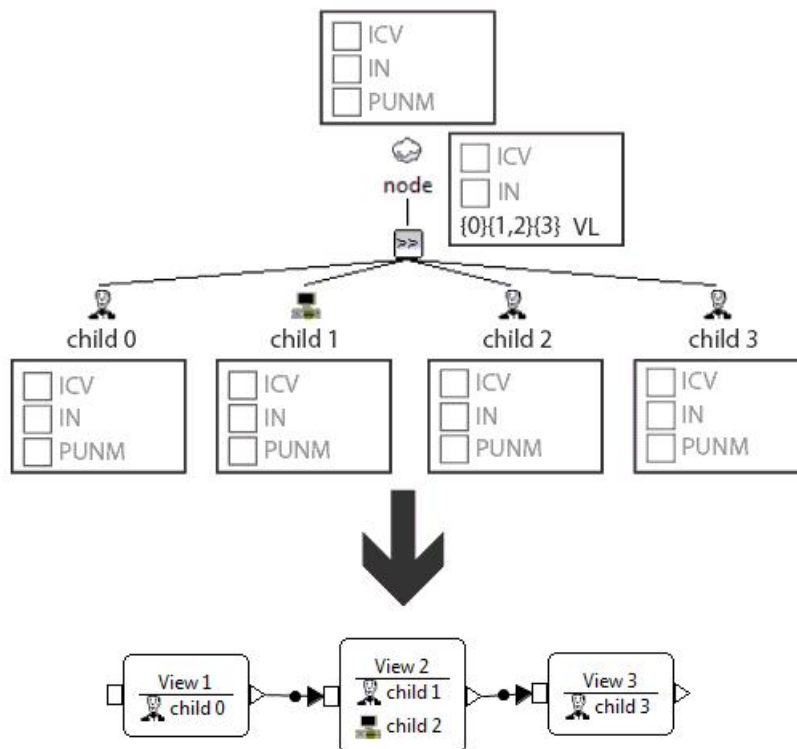 ICV
IN
PUNM
node
ICV
IN
{0}{1,2}{3} VL
>>
child 0 child 1 child 2 child 3
ICV ICV ICV ICV
IN IN IN IN
PUNM PUNM PUNM PUNM
View 1 View 2 View 3
child 0 child 1 child 3
child 2